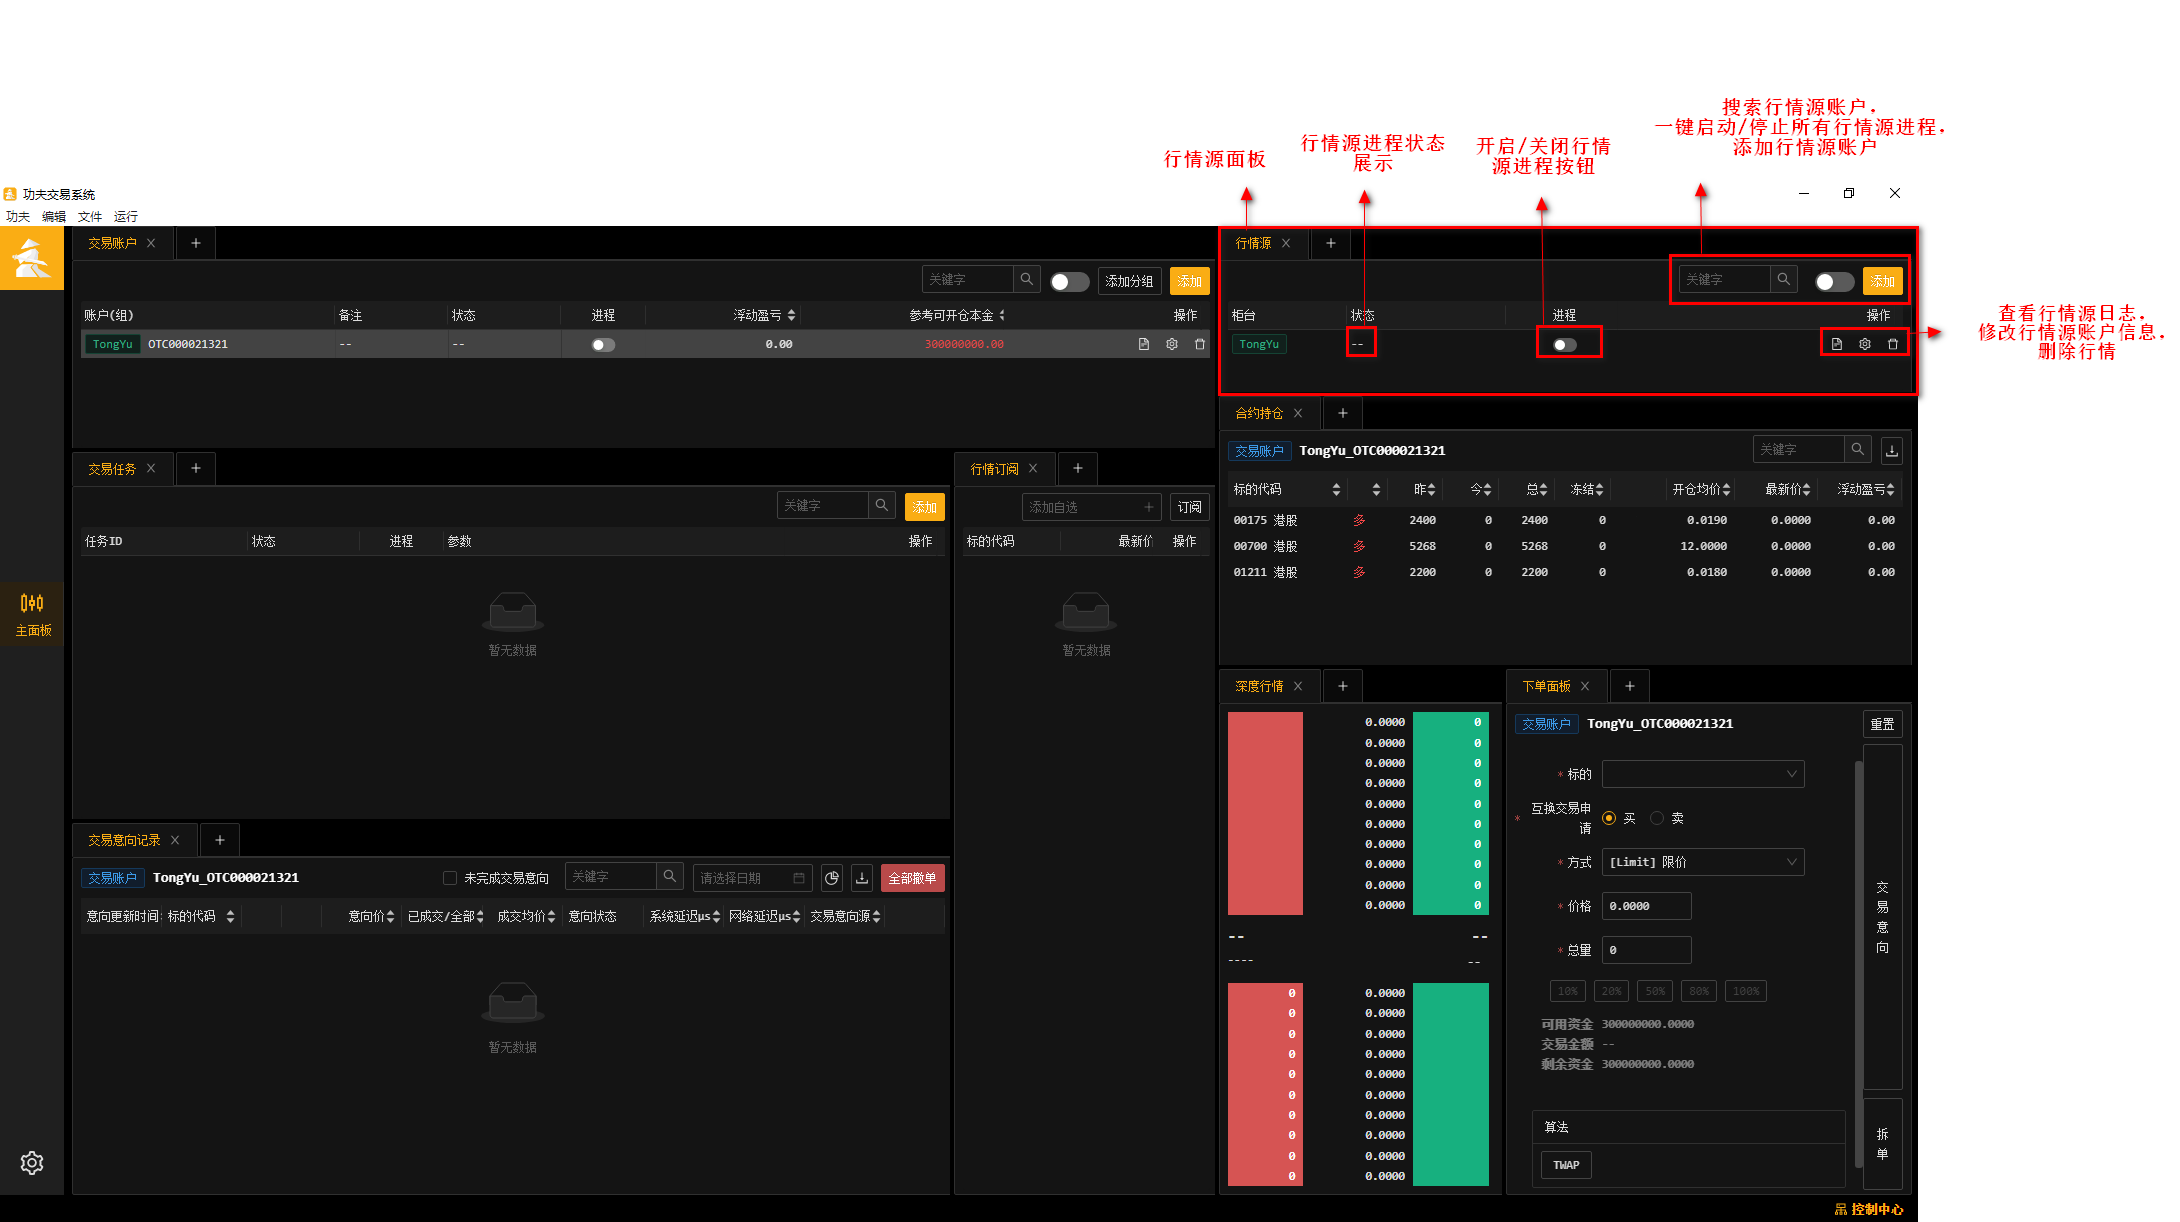 搜索行情源账户，
一键启动/停止所有行情源进程，
添加行情源账户
行情源面板
行情源进程状态
展示
开启/关闭行情
源进程按钮
功夫交易系统
功夫 编辑 文件 运行
交易账户
关键字 添加分组 添加
账户(组) 备注 状态 进程 浮动盈亏 参考可开仓本金 操作
TongYu OTC000021321 -- -- 0.00 300000000.00
行情源
关键字 添加
柜台 状态 进程 操作
TongYu --
查看行情源日志，
修改行情源账户信息，
删除行情
合约持仓
交易账户 TongYu_OTC000021321 关键字
标的代码 昨 今 总 冻结 开仓均价 最新价 浮动盈亏
00175 港股 多 2400 0 2400 0 0.0190 0.0000 0.00
00700 港股 多 5268 0 5268 0 12.0000 0.0000 0.00
01211 港股 多 2200 0 2200 0 0.0180 0.0000 0.00
交易任务
关键字 添加
任务ID 状态 进程 参数 操作
暂无数据
行情订阅
添加自选 订阅
标的代码 最新价 操作
暂无数据
主面板
交易意向记录
交易账户 TongYu_OTC000021321 未完成交易意向 关键字 请选择日期 全部撤单
意向更新时间 标的代码 意向价 已成交/全部 成交均价 意向状态 系统延迟μs 网络延迟μs 交易意向源
暂无数据
深度行情
0.0000 0
0.0000 0
0.0000 0
0.0000 0
0.0000 0
0.0000 0
0.0000 0
0.0000 0
0.0000 0
0.0000 0
-- --
---- --
0 0.0000
0 0.0000
0 0.0000
0 0.0000
0 0.0000
0 0.0000
0 0.0000
0 0.0000
0 0.0000
0 0.0000
下单面板
交易账户 TongYu_OTC000021321 重置
* 标的
* 互换交易申
请 买 卖
* 方式 [Limit] 限价
* 价格 0.0000
* 总量 0
10% 20% 50% 80% 100%
可用资金 300000000.0000
交易金额 --
剩余资金 300000000.0000
算法
TWAP
交易意向
拆单
控制中心